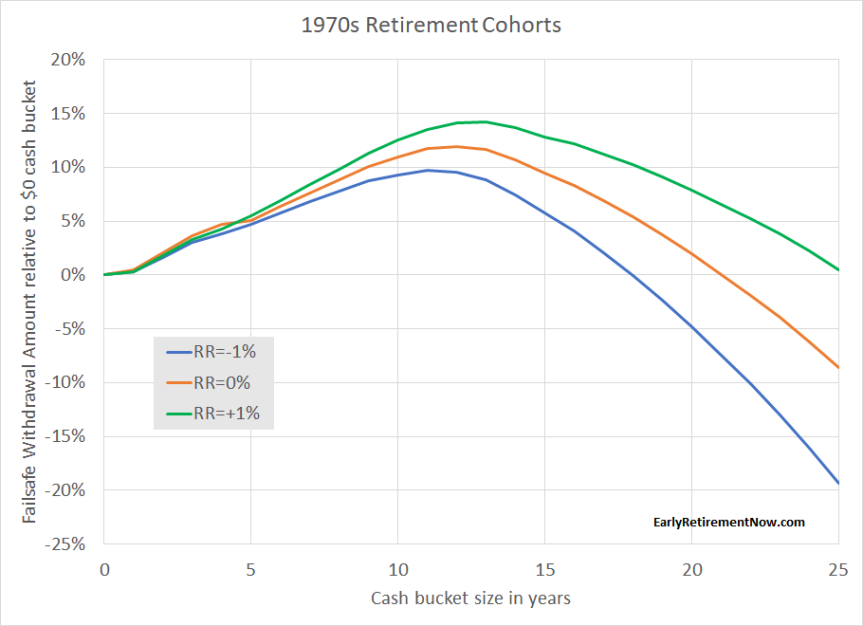 1970s Retirement Cohorts
Failsafe Withdrawal Amount relative to $0 cash bucket
20%
15%
10%
5%
0%
-5%
-10%
-15%
-20%
-25%
RR=-1%
RR=0%
RR=+1%
EarlyRetirementNow.com
0 5 10 15 20 25
Cash bucket size in years